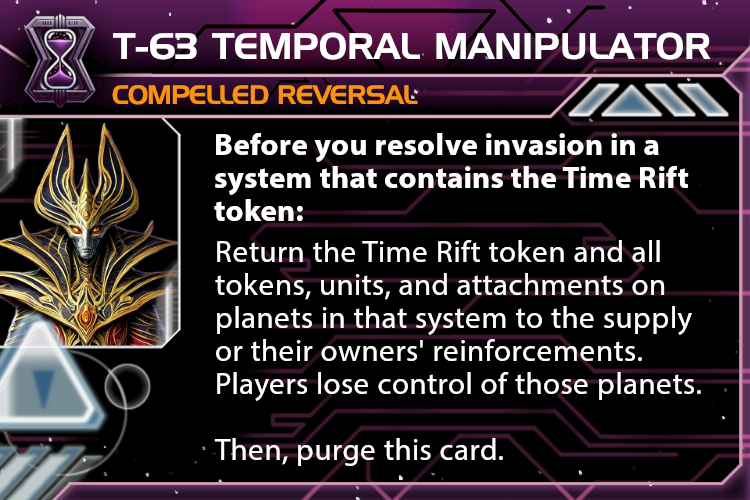 T-63 TEMPORAL MANIPULATOR
COMPELLED REVERSAL
Before you resolve invasion in a
system that contains the Time Rift
token:
Return the Time Rift token and all
tokens, units, and attachments on
planets in that system to the supply
or their owners' reinforcements.
Players lose control of those planets.
Then, purge this card.